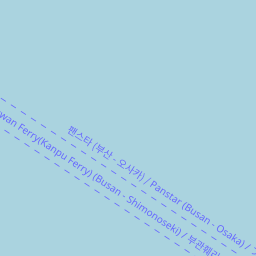 팬스타 (부산 - 오사카) / Panstar (Busan - Osaka) /
wan Ferry(Kanpu Ferry) (Busan - Shimonoseki) / 부관훼리